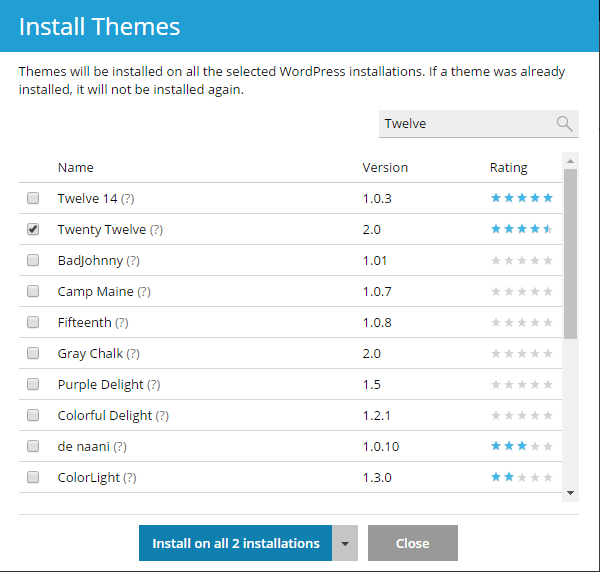 Install Themes
Themes will be installed on all the selected WordPress installations. If a theme was already
installed, it will not be installed again.
Twelve
Name Version Rating
Twelve 14 (?) 1.0.3
Twenty Twelve (?) 2.0
BadJohnny (?) 1.01
Camp Maine (?) 1.0.7
Fifteenth (?) 1.0.8
Gray Chalk (?) 2.0
Purple Delight (?) 1.5
Colorful Delight (?) 1.2.1
de naani (?) 1.0.10
ColorLight (?) 1.3.0
Install on all 2 installations Close